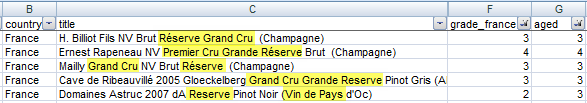 B C F G
country title grade_france aged
France H. Billiot Fils NV Brut Réserve Grand Cru (Champagne) 3 3
France Ernest Rapeneau NV Premier Cru Grande Réserve Brut (Champagne) 4 4
France Mailly Grand Cru NV Brut Réserve (Champagne) 3 3
France Cave de Ribeauvillé 2005 Gloeckelberg Grand Cru Grande Reserve Pinot Gris (Al 3 3
France Domaines Astruc 2007 dA Reserve Pinot Noir (Vin de Pays d'Oc) 2 3